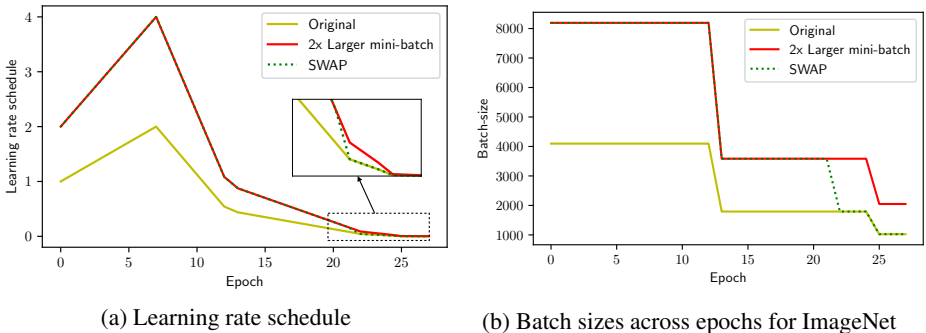 4
3
2
1
0
Learning rate schedule
0
5
10
15
20
25
Epoch
Original
2x Larger mini-batch
SWAP
(a) Learning rate schedule
8000
7000
6000
5000
4000
3000
2000
1000
Batch-size
0
5
10
15
20
25
Epoch
Original
2x Larger mini-batch
SWAP
(b) Batch sizes across epochs for ImageNet